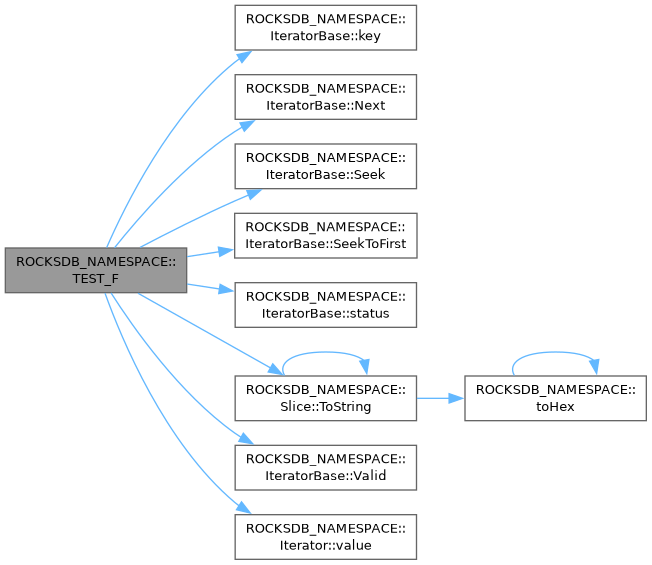 ROCKSDB_NAMESPACE::
TEST_F
ROCKSDB_NAMESPACE::
IteratorBase::key
ROCKSDB_NAMESPACE::
IteratorBase::Next
ROCKSDB_NAMESPACE::
IteratorBase::Seek
ROCKSDB_NAMESPACE::
IteratorBase::SeekToFirst
ROCKSDB_NAMESPACE::
IteratorBase::status
ROCKSDB_NAMESPACE::
Slice::ToString
ROCKSDB_NAMESPACE::
toHex
ROCKSDB_NAMESPACE::
IteratorBase::Valid
ROCKSDB_NAMESPACE::
Iterator::value